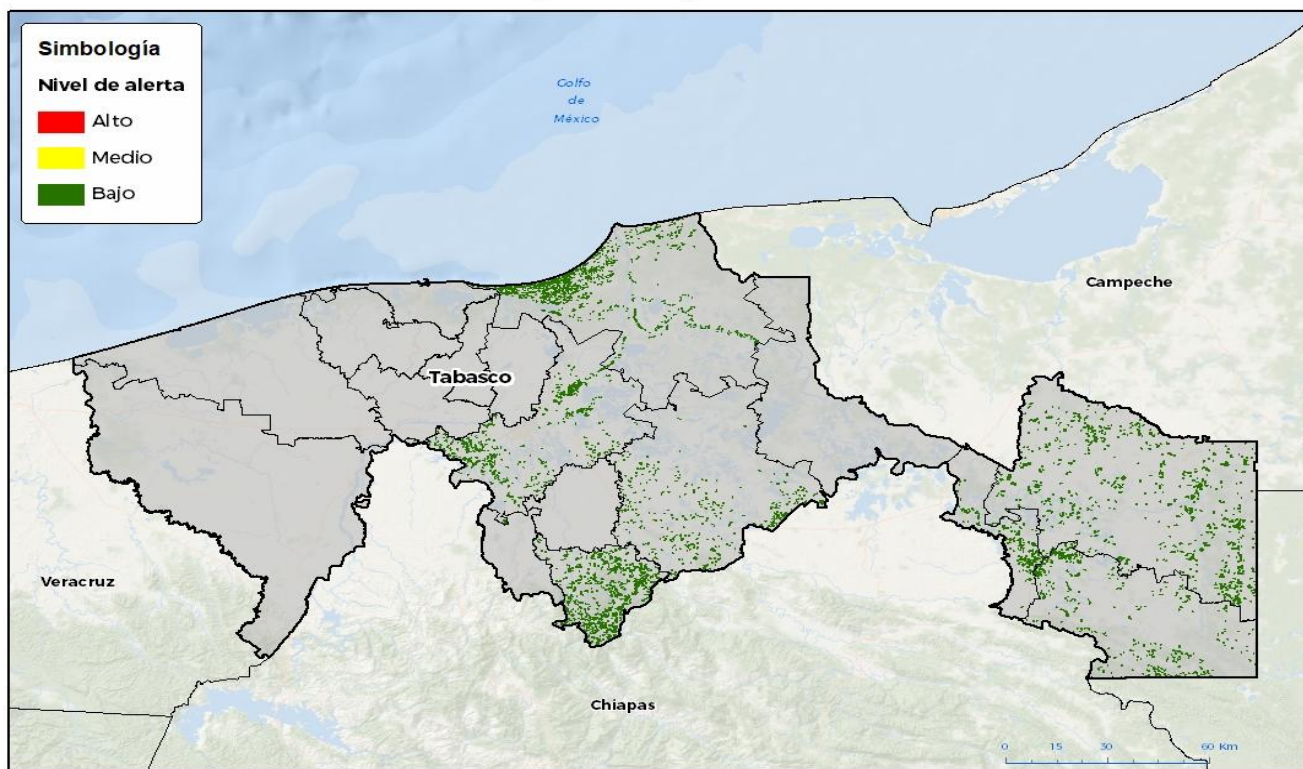 Simbología
Nivel de alerta
Alto
Medio
Bajo
Golfo
de
México
Campeche
Tabasco
Veracruz
Chiapas
0 15 30 60 Km